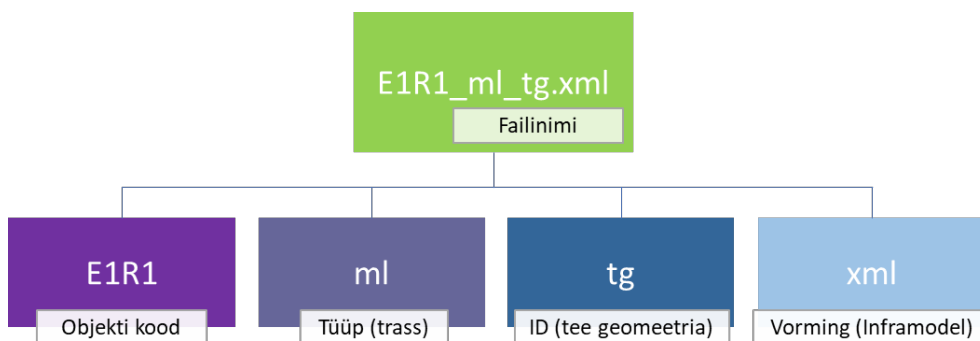 E1R1_ml_tg.xml
Failinimi
E1R1
Objekti kood
ml
Tüüp (trass)
tg
ID (tee geomeetria)
xml
Vorming (Inframodel)